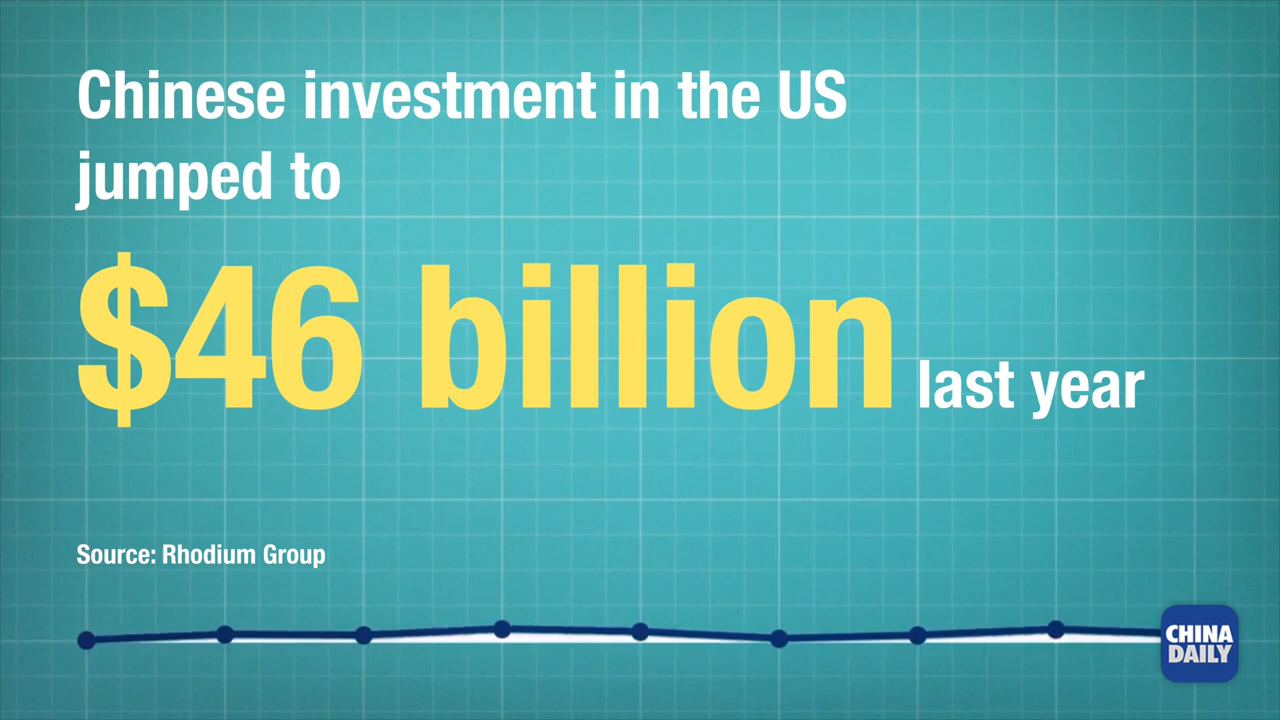 Chinese investment in the US
jumped to
$46 billion last year
Source: Rhodium Group
CHINA
DAILY